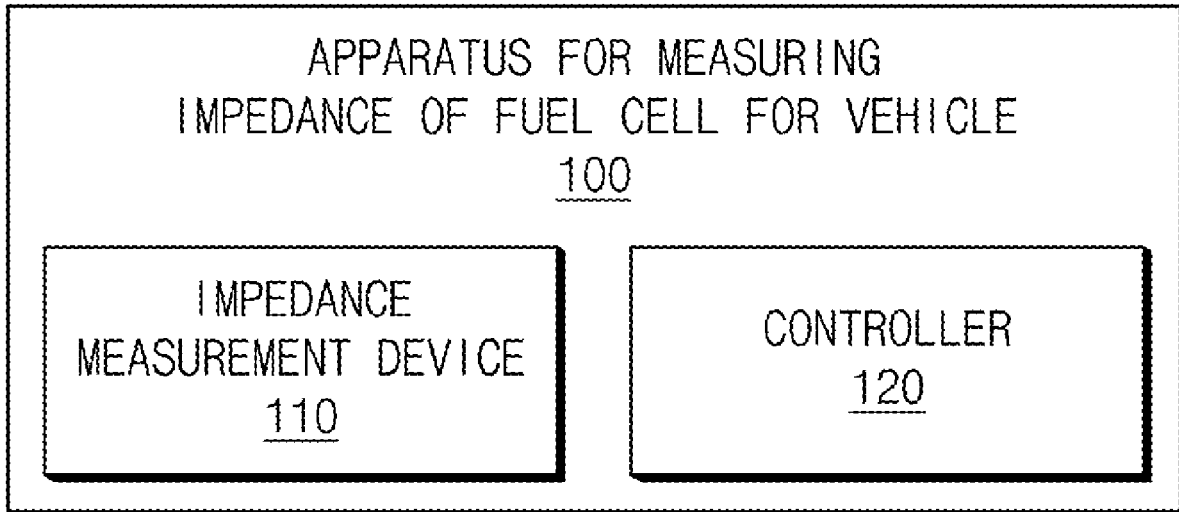 APPARATUS FOR MEASURING
IMPEDANCE OF FUEL CELL FOR VEHICLE
100
IMPEDANCE
MEASUREMENT DEVICE
110
CONTROLLER
120